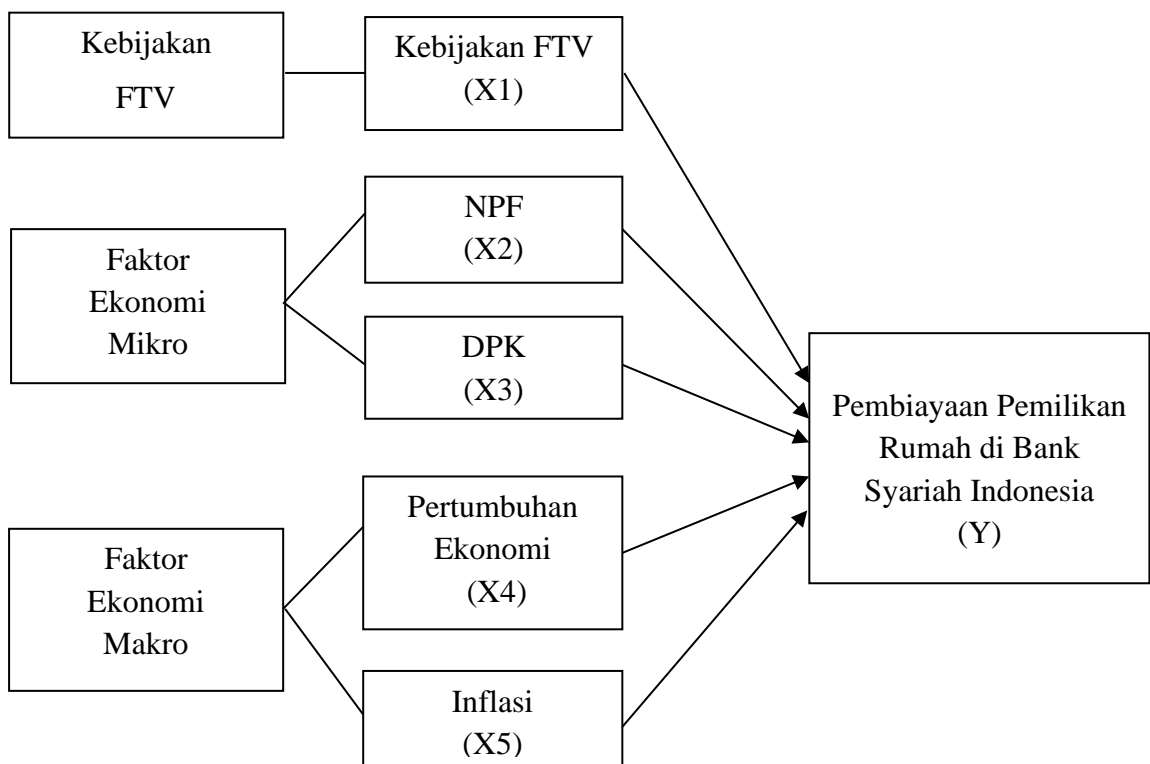 Kebijakan
FTV
Kebijakan FTV
(X1)
Faktor
Ekonomi
Mikro
NPF
(X2)
DPK
(X3)
Faktor
Ekonomi
Makro
Pertumbuhan
Ekonomi
(X4)
Inflasi
(X5)
Pembiayaan Pemilikan
Rumah di Bank
Syariah Indonesia
(Y)